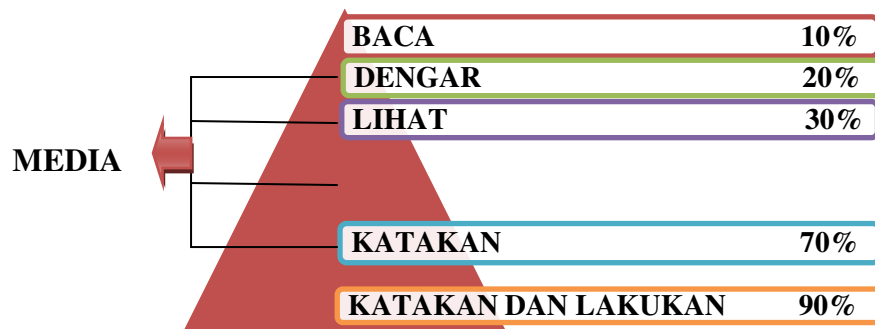 BACA 10%
DENGAR 20%
LIHAT 30%
MEDIA
KATAKAN 70%
KATAKAN DAN LAKUKAN 90%